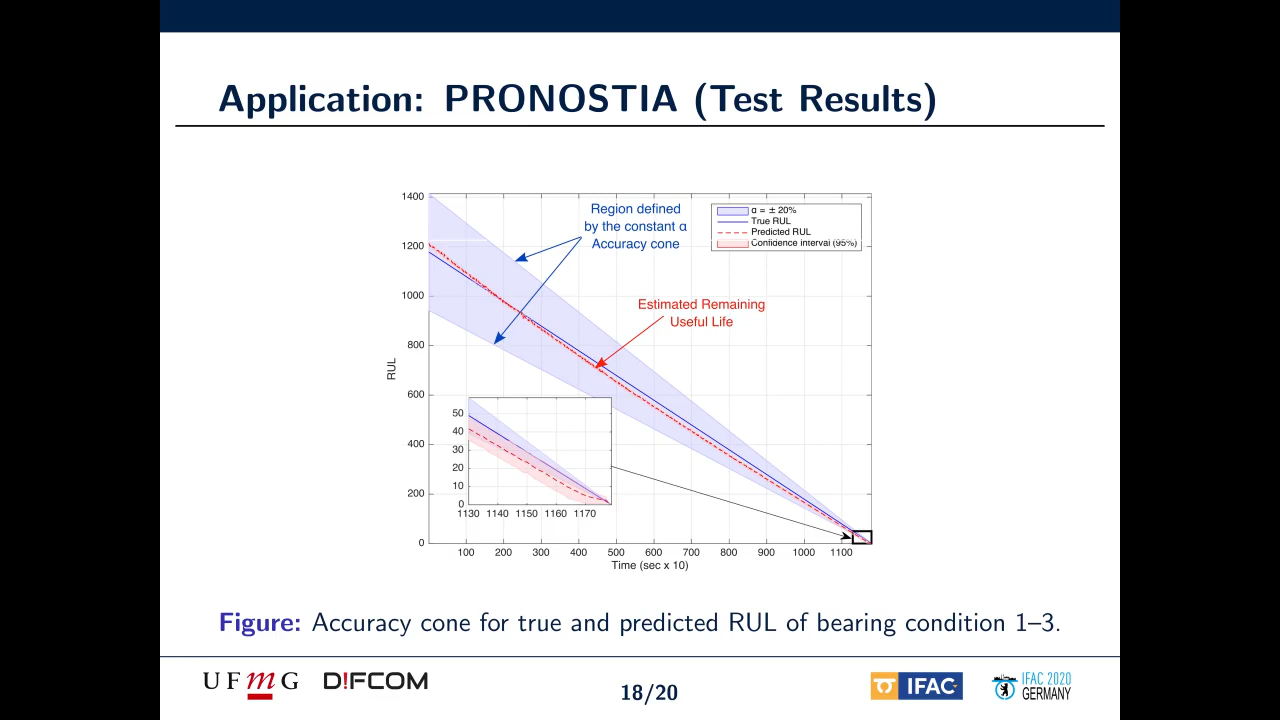 Application: PRONOSTIA (Test Results)
1400
1200
1000
800
600
400
200
0
RUL
100 200 300 400 500 600 700 800 900 1000 1100
Time (sec x 10)
Region defined
by the constant α
Accuracy cone
α = ± 20%
True RUL
Predicted RUL
Confidence interval (95%)
Estimated Remaining
Useful Life
50
40
30
20
10
0
1130 1140 1150 1160 1170
Figure: Accuracy cone for true and predicted RUL of bearing condition 1–3.
UFmG
D!FCOM
18/20
IFAC
IFAC 2020
GERMANY